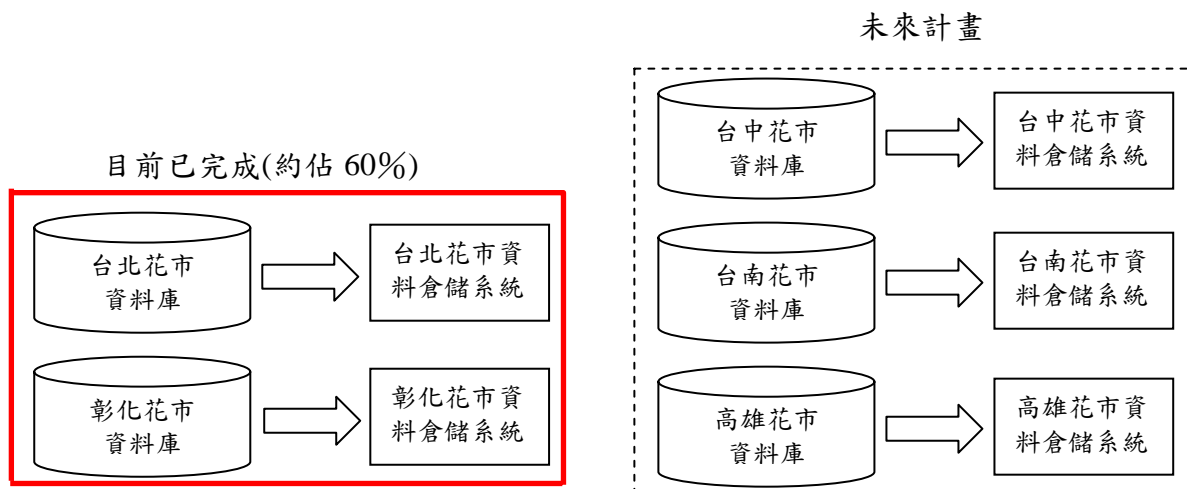 未來計畫
台中花市
資料庫
台中花市資
料倉儲系統
目前已完成(約佔 60%)
台北花市
資料庫
台北花市資
料倉儲系統
台南花市
資料庫
台南花市資
料倉儲系統
彰化花市
資料庫
彰化花市資
料倉儲系統
高雄花市
資料庫
高雄花市資
料倉儲系統